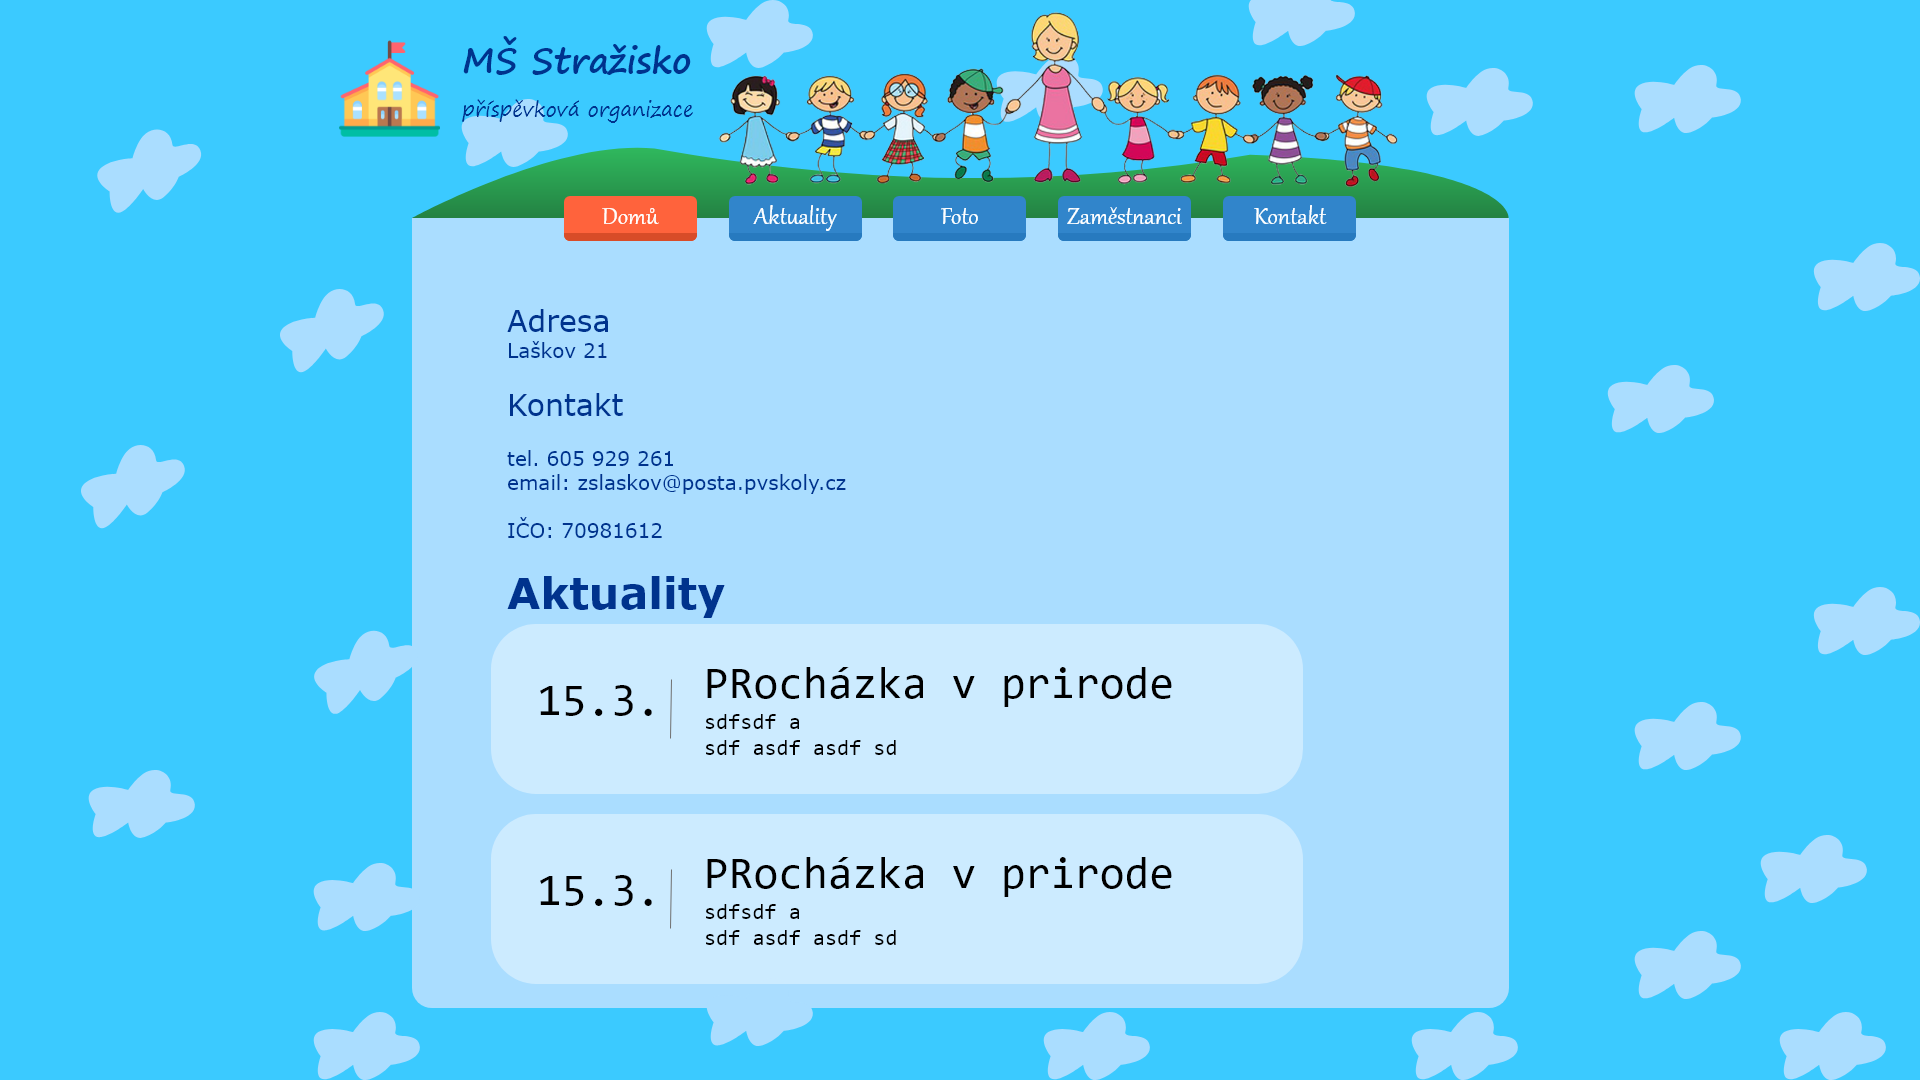 MŠ Stražisko
příspěvková organizace
Domů
Aktuality
Foto
Zaměstnanci
Kontakt
Adresa
Laškov 21
Kontakt
tel. 605 929 261
email: zslaskov@posta.pvskoly.cz
IČO: 70981612
Aktuality
15.3.
PRocházka v prirode
sdfsdf a
sdf asdf asdf sd
15.3.
PRocházka v prirode
sdfsdf a
sdf asdf asdf sd